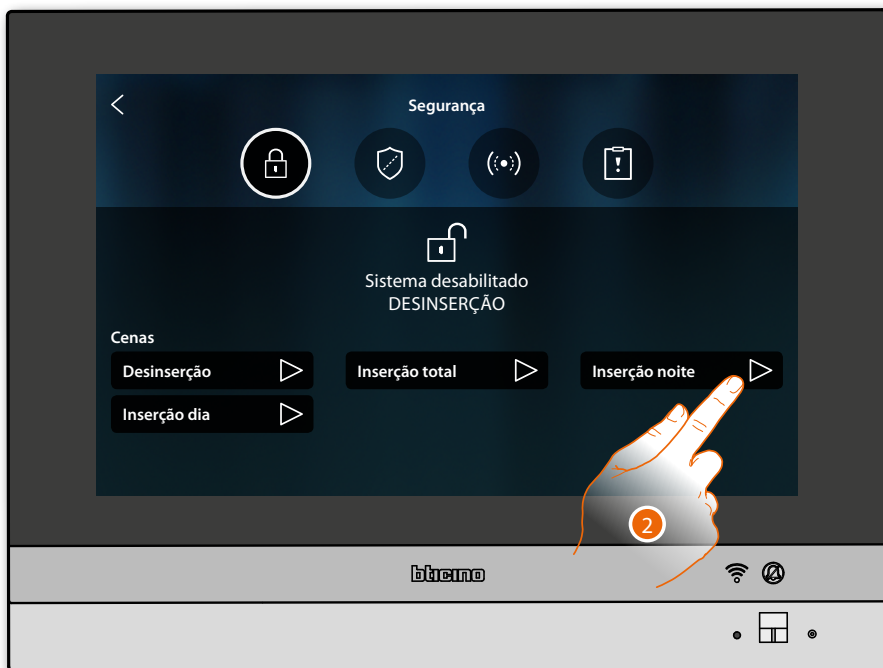 Segurança
Sistema desabilitado
DESINSERÇÃO
Cenas
Desinserção
Inserção total
Inserção noite
Inserção dia
2
bticino